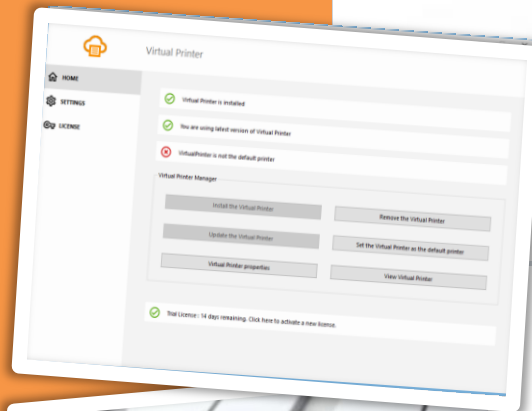 Virtual Printer
HOME
SETTINGS
LICENSE
Virtual Printer is installed
You are using latest version of Virtual Printer
VirtualPrinter is not the default printer
Virtual Printer Manager
Install the Virtual Printer
Remove the Virtual Printer
Update the Virtual Printer
Set the Virtual Printer as the default printer
Virtual Printer properties
View Virtual Printer
Trial License : 14 days remaining. Click here to activate a new license.